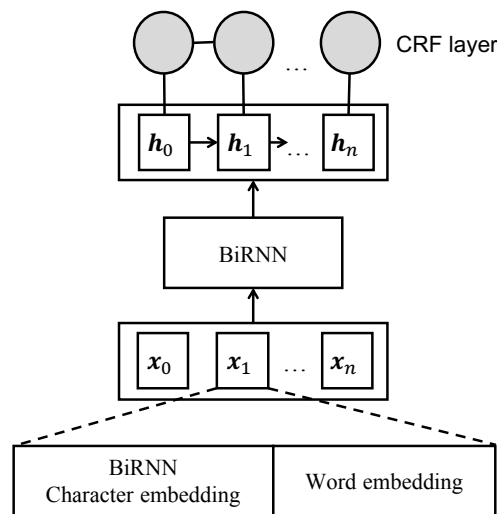 CRF layer
...
h₀ h₁ ... hₙ
BiRNN
x₀ x₁ ... xₙ
BiRNN
Character embedding
Word embedding